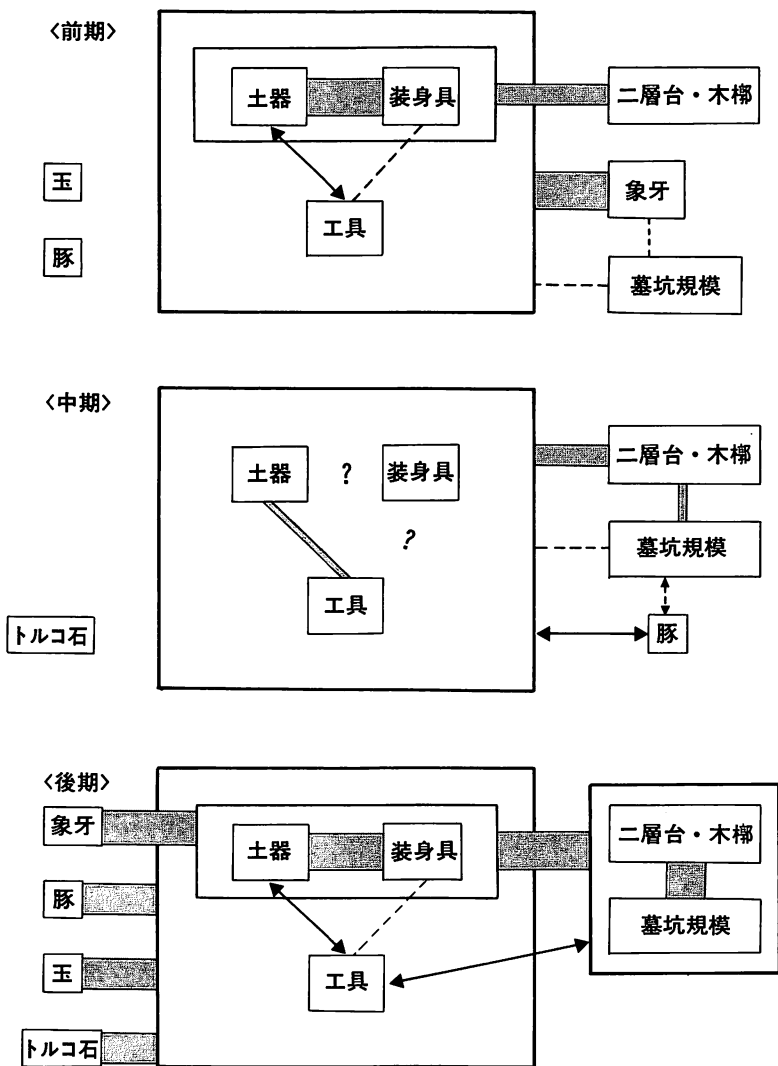 〈前期〉
土器
装身具
二層台・木槨
玉
象牙
工具
豚
墓坑規模
〈中期〉
土器
?
装身具
二層台・木槨
?
墓坑規模
工具
トルコ石
豚
〈後期〉
象牙
土器
装身具
二層台・木槨
豚
墓坑規模
玉
工具
トルコ石